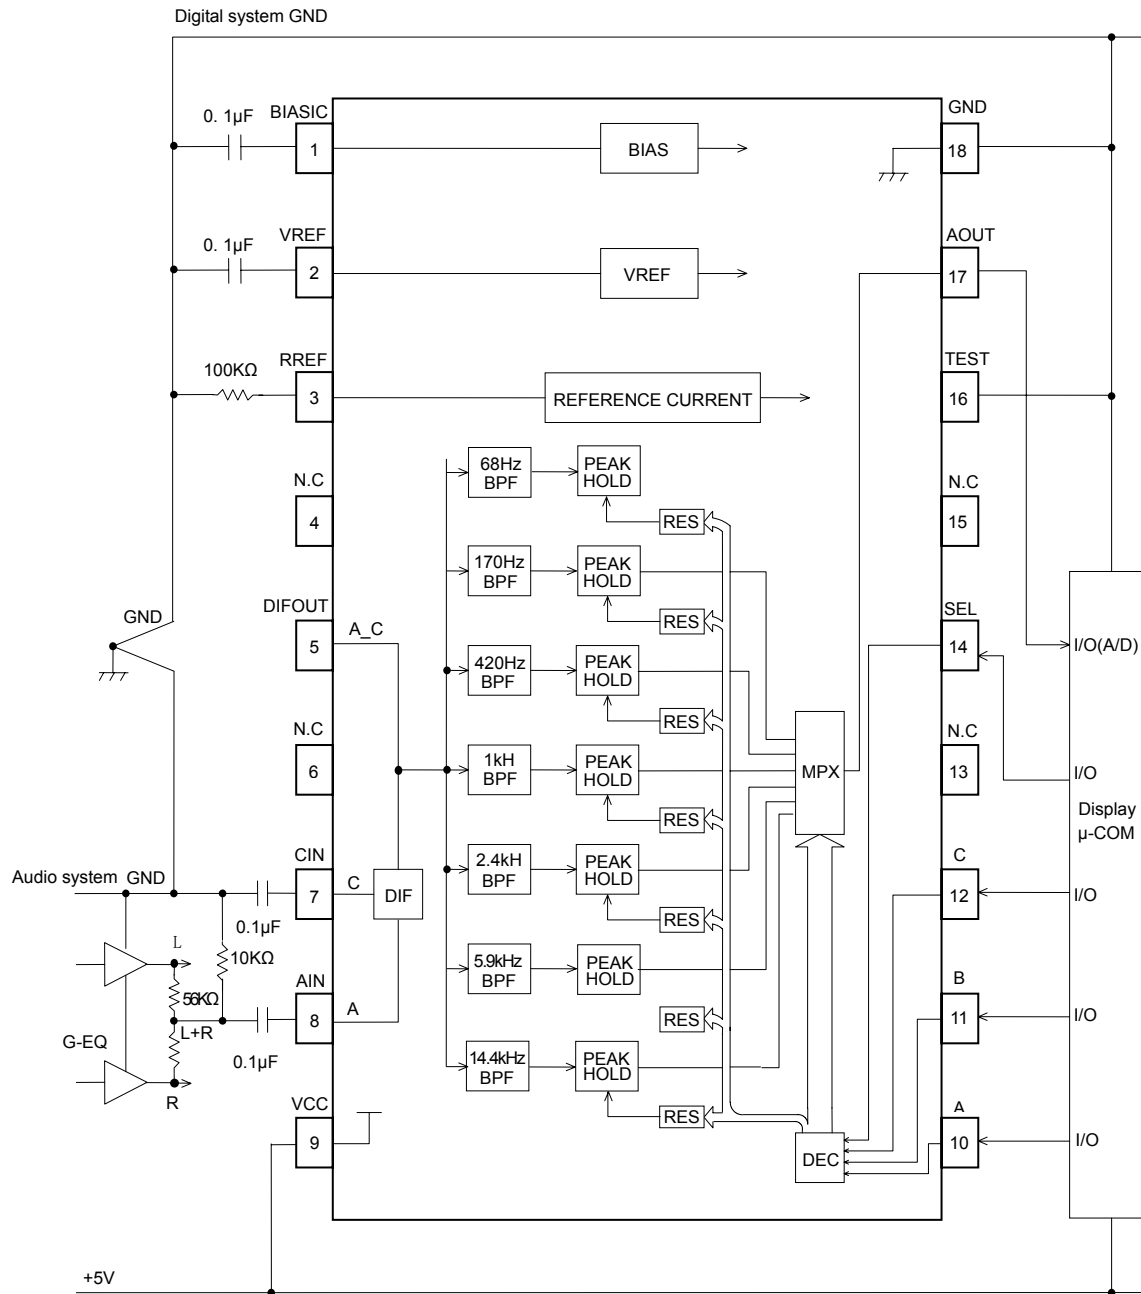 Digital system GND
0. 1µF
BIASIC
1
BIAS
GND
18
0. 1µF
VREF
2
VREF
AOUT
17
100KΩ
RREF
3
REFERENCE CURRENT
TEST
16
N.C
4
68Hz
BPF
PEAK
HOLD
RES
N.C
15
170Hz
BPF
PEAK
HOLD
RES
GND
DIFOUT
5
A_C
SEL
14
I/O(A/D)
420Hz
BPF
PEAK
HOLD
RES
N.C
6
1kH
BPF
PEAK
HOLD
RES
MPX
N.C
13
I/O
Display
µ-COM
Audio system GND
CIN
7
C
DIF
0.1µF
2.4kH
BPF
PEAK
HOLD
RES
C
12
I/O
L
10KΩ
56KΩ
L+R
G-EQ
R
AIN
8
A
0.1µF
5.9kHz
BPF
PEAK
HOLD
RES
B
11
I/O
14.4kHz
BPF
PEAK
HOLD
RES
VCC
9
DEC
A
10
I/O
+5V